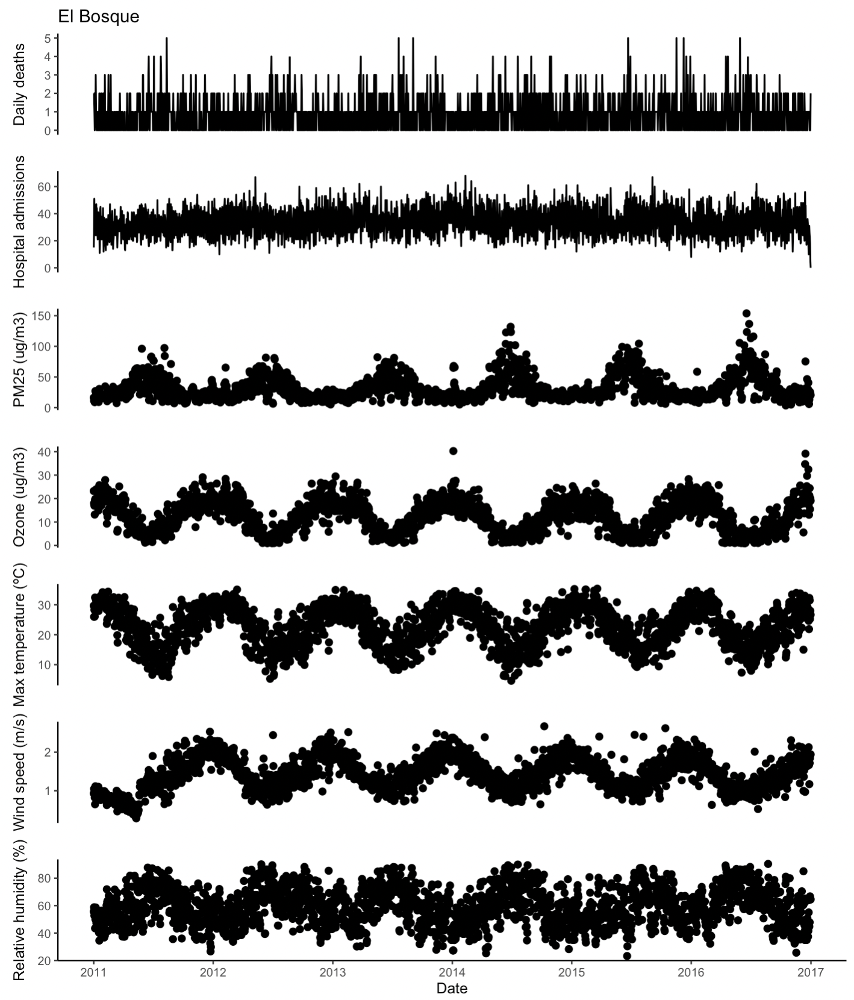 El Bosque
Daily deaths
5
4
3
2
1
0
Hospital admissions
60
40
20
0
PM25 (ug/m3)
150
100
50
0
Ozone (ug/m3)
40
30
20
10
0
Max temperature (ºC)
30
20
10
Wind speed (m/s)
2
1
Relative humidity (%)
80
60
40
20
2011 2012 2013 2014 2015 2016 2017
Date